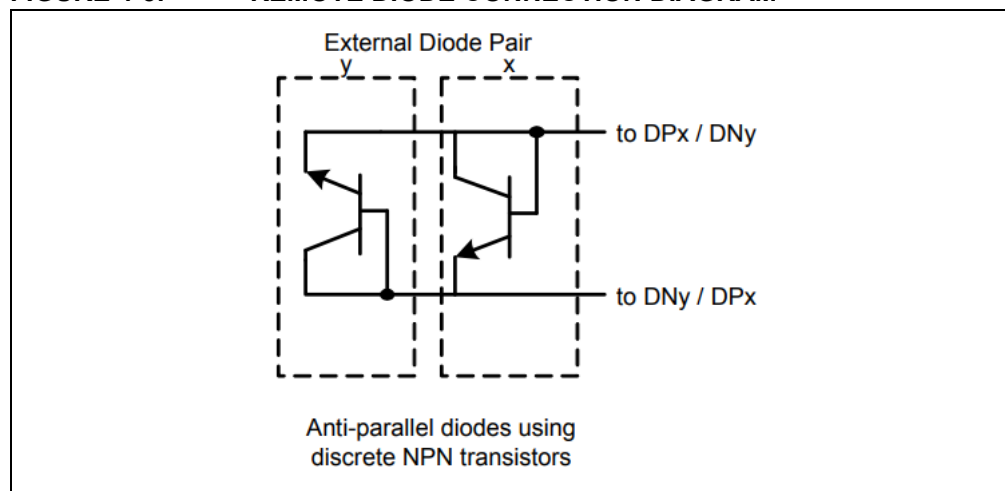 External Diode Pair
y
x
to DPx / DNy
to DNy / DPx
Anti-parallel diodes using
discrete NPN transistors